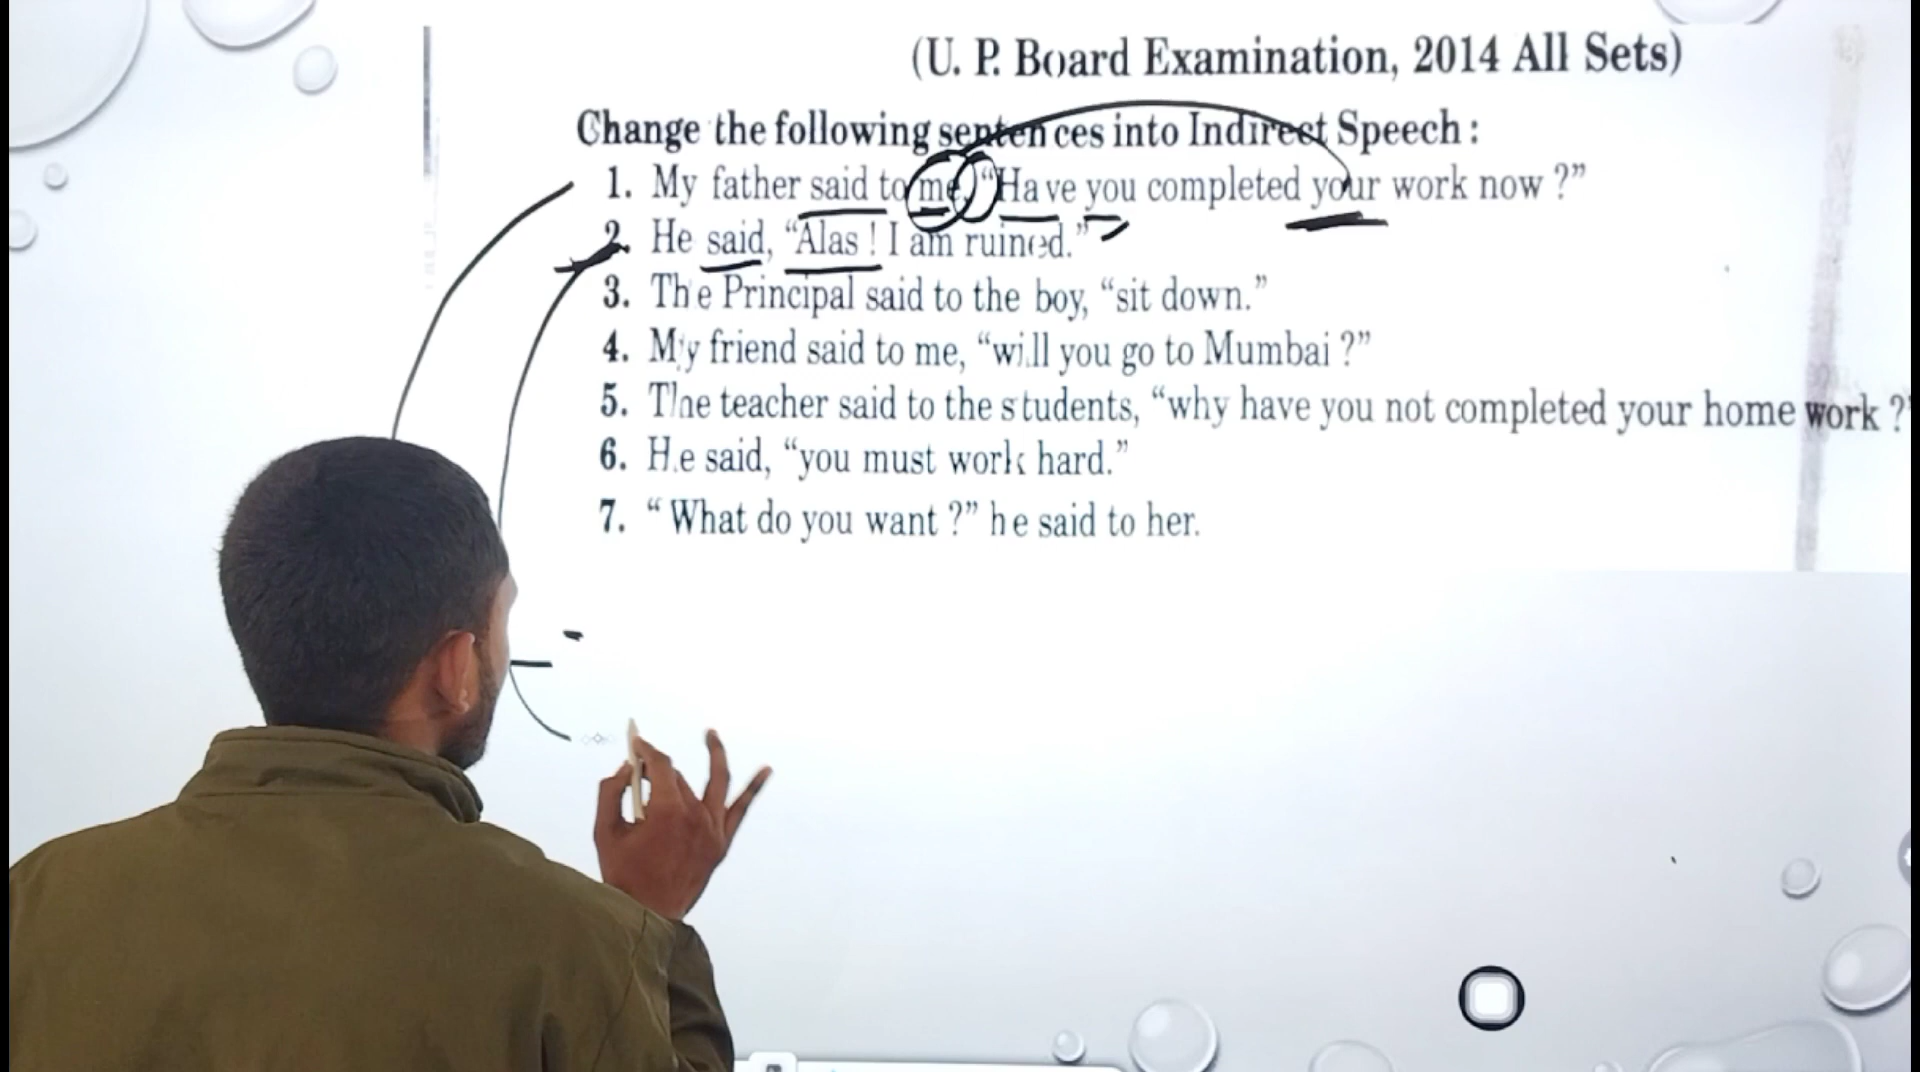 (U. P. Board Examination, 2014 All Sets)
Change the following sentences into Indirect Speech :
1. My father said to me, “Have you completed your work now ?”
2. He said, “Alas ! I am ruined.”
3. The Principal said to the boy, “sit down.”
4. My friend said to me, “will you go to Mumbai ?”
5. The teacher said to the students, “why have you not completed your home work ?”
6. He said, “you must work hard.”
7. “What do you want ?” he said to her.